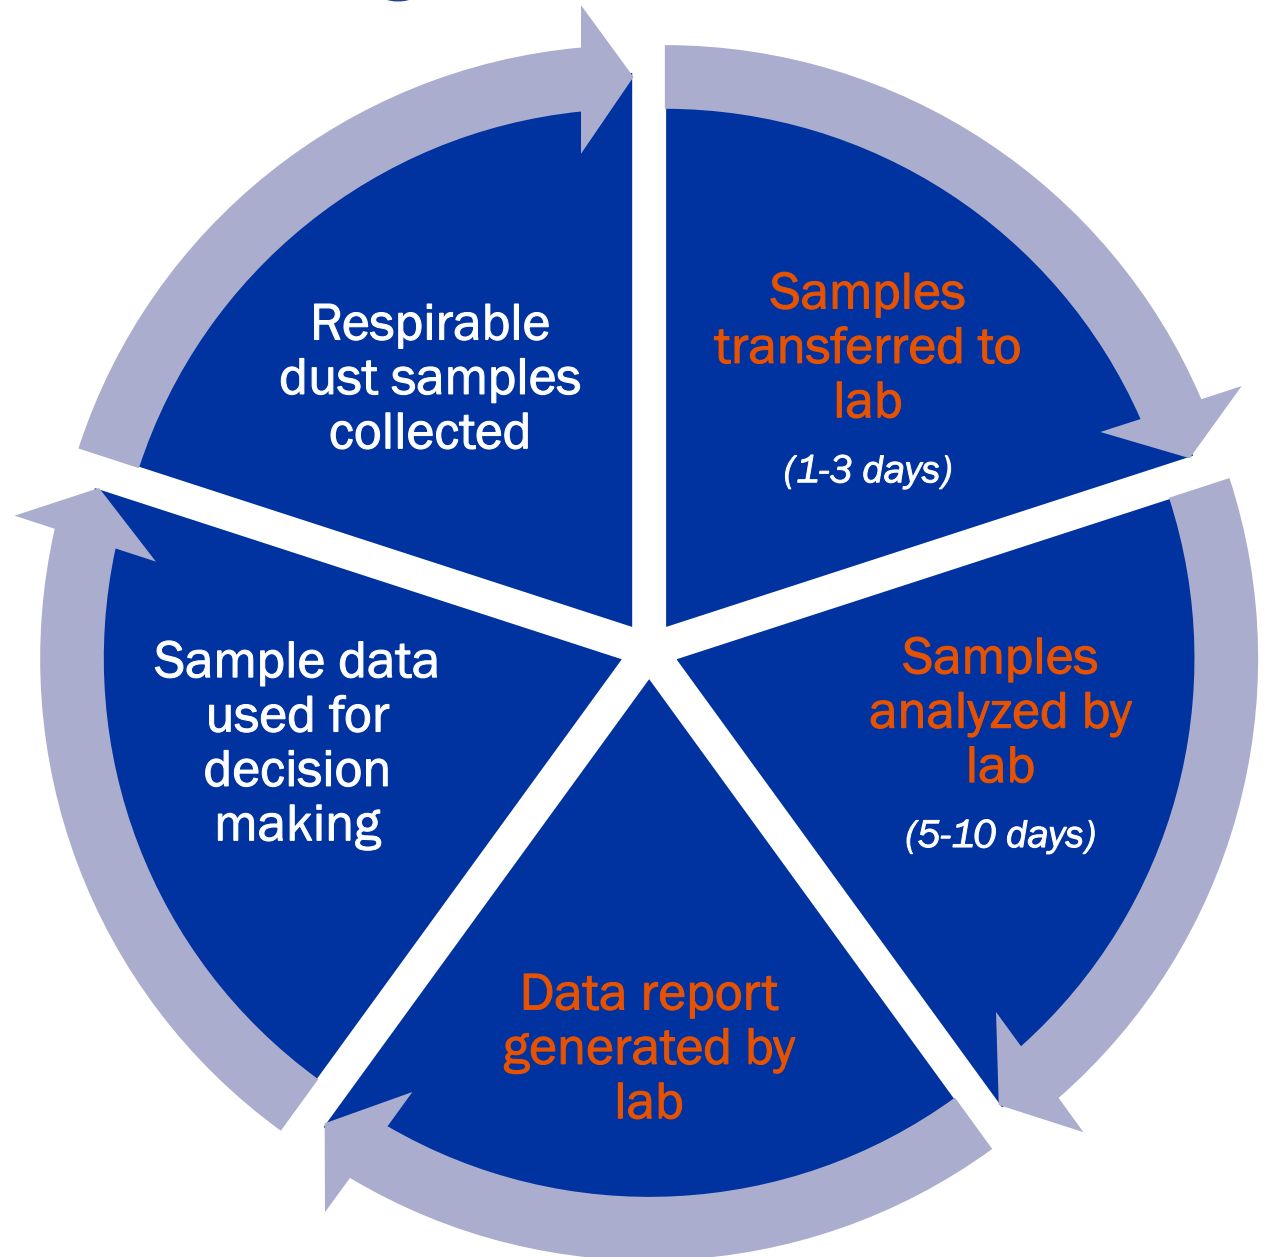 Respirable
dust samples
collected
Samples
transferred to
lab
(1-3 days)
Samples
analyzed by
lab
(5-10 days)
Data report
generated by
lab
Sample data
used for
decision
making